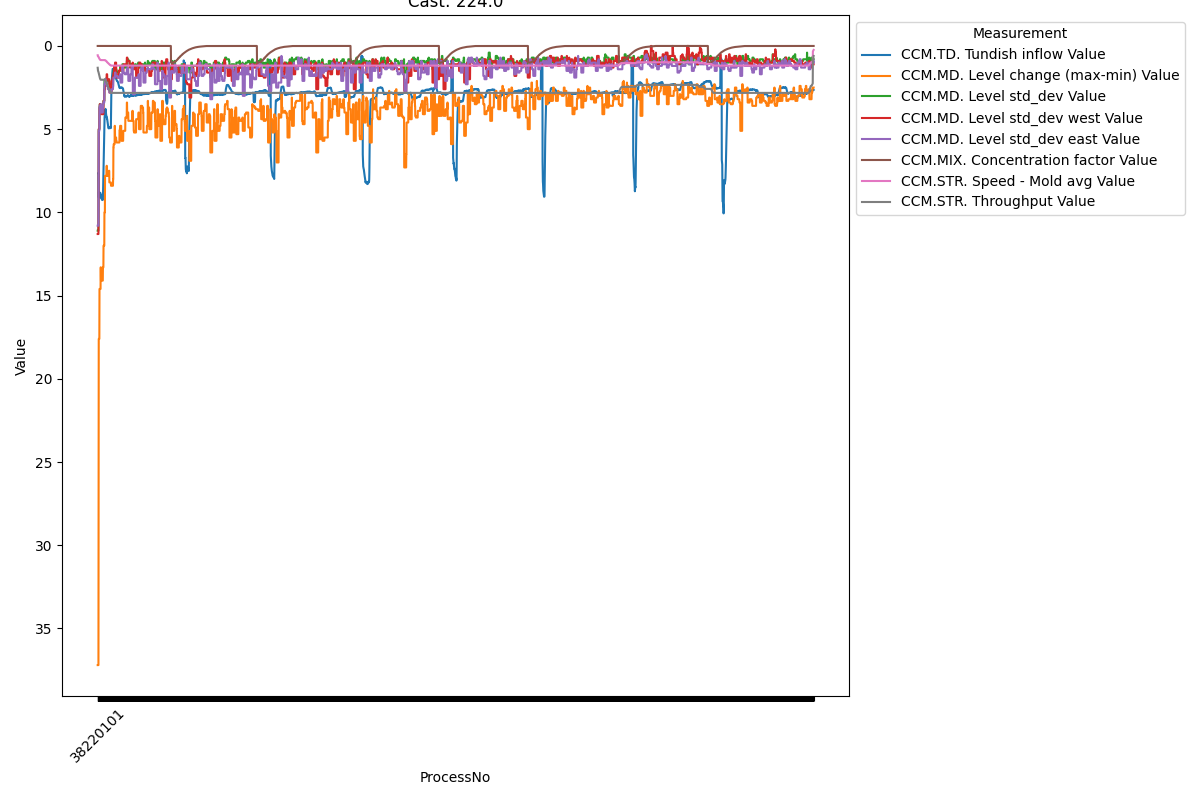 Cast: 224.0
Measurement
CCM.TD. Tundish inflow Value
CCM.MD. Level change (max-min) Value
CCM.MD. Level std_dev Value
CCM.MD. Level std_dev west Value
CCM.MD. Level std_dev east Value
CCM.MIX. Concentration factor Value
CCM.STR. Speed - Mold avg Value
CCM.STR. Throughput Value
0
5
10
15
20
25
30
35
Value
38220101
ProcessNo